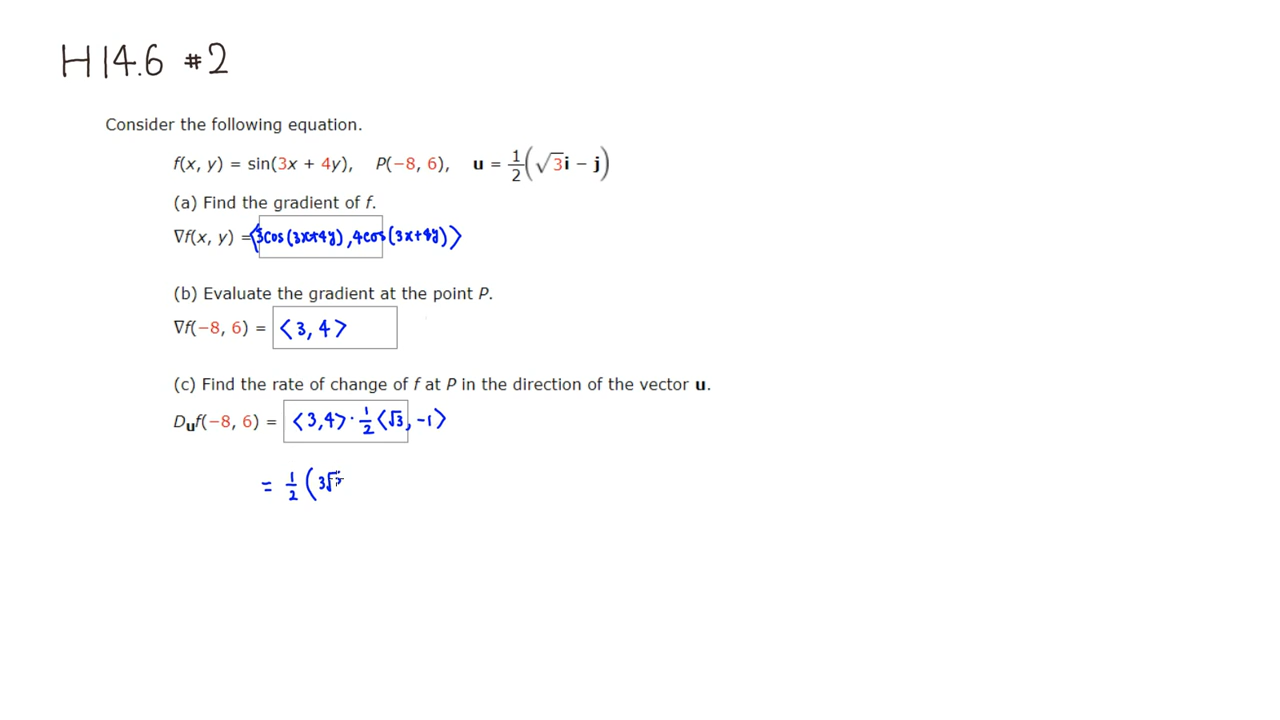 H14.6 #2
Consider the following equation.
f(x, y) = sin(3x + 4y), P(−8, 6), u = 1/2(√3i − j)
(a) Find the gradient of f.
∇f(x, y) = ⟨3cos(3x+4y), 4cos(3x+4y)⟩
(b) Evaluate the gradient at the point P.
∇f(−8, 6) = ⟨3, 4⟩
(c) Find the rate of change of f at P in the direction of the vector u.
Duf(−8, 6) = ⟨3,4⟩ · 1/2 ⟨√3, -1⟩
= 1/2 (3√